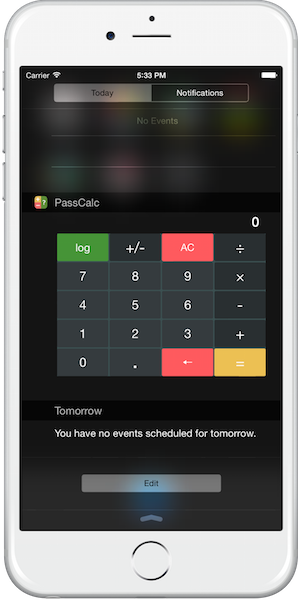 Carrier 5:33 PM
Today Notifications
No Events
PassCalc
0
log +/- AC ÷
7 8 9 ×
4 5 6 -
1 2 3 +
0 . ← =
Tomorrow
You have no events scheduled for tomorrow.
Edit